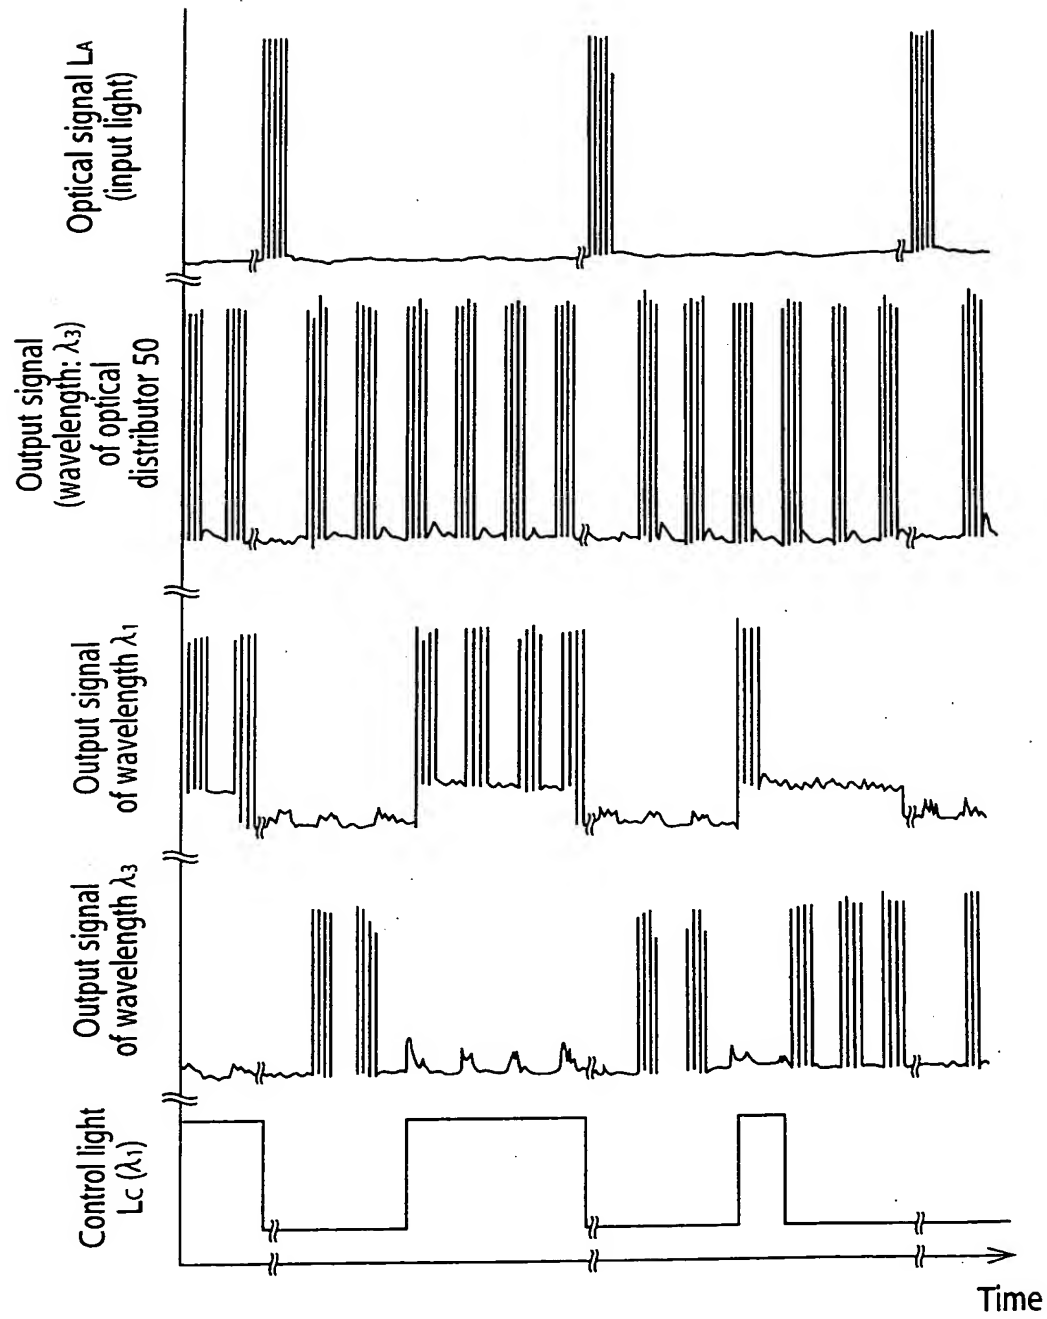 Optical signal LA
(input light)
Output signal
(wavelength: λ3)
of optical
distributor 50
Output signal
of wavelength λ1
Output signal
of wavelength λ3
Control light
LC (λ1)
Time